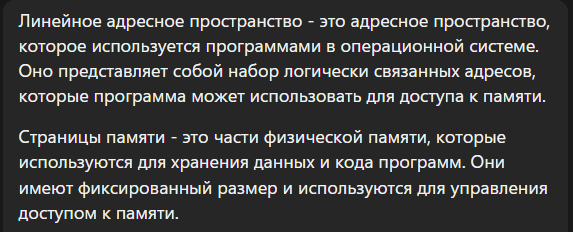 Линейное адресное пространство - это адресное пространство,
которое используется программами в операционной системе.
Оно представляет собой набор логически связанных адресов,
которые программа может использовать для доступа к памяти.
Страницы памяти - это части физической памяти, которые
используются для хранения данных и кода программ. Они
имеют фиксированный размер и используются для управления
доступом к памяти.